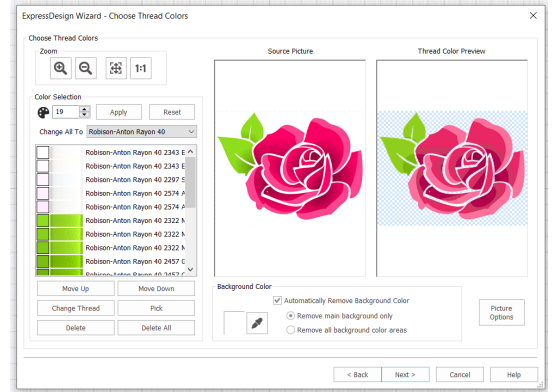 ExpressDesign Wizard - Choose Thread Colors
Choose Thread Colors
Zoom
1:1
Source Picture
Thread Color Preview
Color Selection
19
Apply
Reset
Change All To
Robison-Anton Rayon 40
Robison-Anton Rayon 40 2343 E
Robison-Anton Rayon 40 2343 E
Robison-Anton Rayon 40 2297 S
Robison-Anton Rayon 40 2574 A
Robison-Anton Rayon 40 2574 A
Robison-Anton Rayon 40 2322 N
Robison-Anton Rayon 40 2322 N
Robison-Anton Rayon 40 2322 N
Robison-Anton Rayon 40 2457 G
Robison-Anton Rayon 40 2457 G
Move Up
Move Down
Change Thread
Pick
Delete
Delete All
Background Color
Automatically Remove Background Color
Remove main background only
Remove all background color areas
Picture
Options
< Back
Next >
Cancel
Help